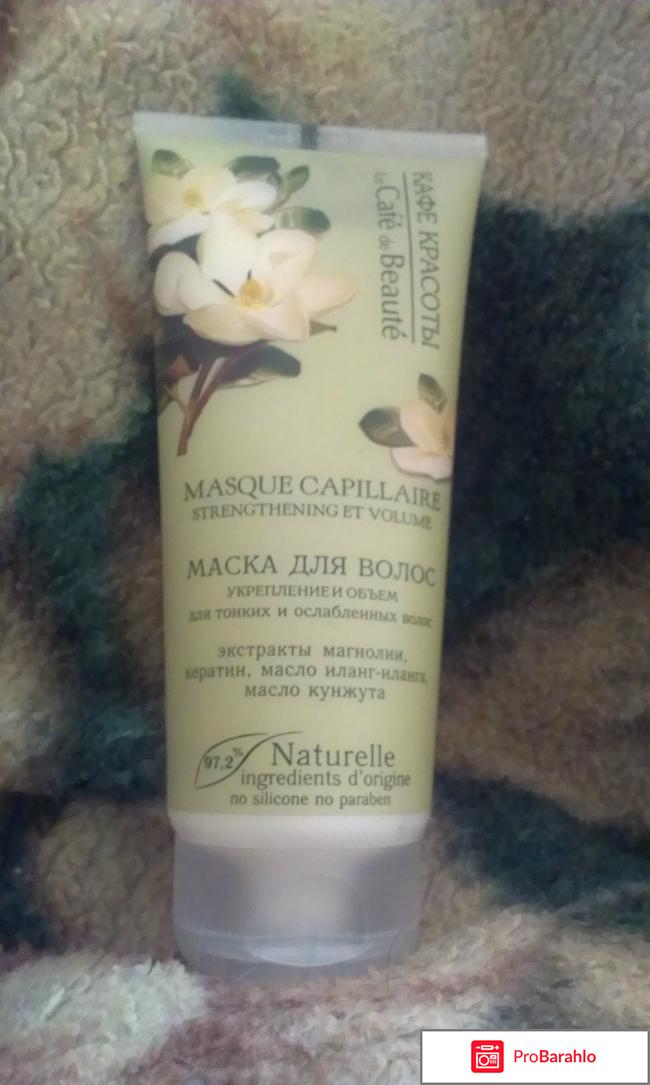 КАФЕ КРАСОТЫ
le Café de Beauté
MASQUE CAPILLAIRE
STRENGTHENING ET VOLUME
МАСКА ДЛЯ ВОЛОС
УКРЕПЛЕНИЕ И ОБЪЕМ
для тонких и ослабленных волос
экстракты магнолии,
кератин, масло иланг-иланга,
масло кунжута
97,2%
Naturelle
ingredients d'origine
no silicone no paraben
ProBarahlo